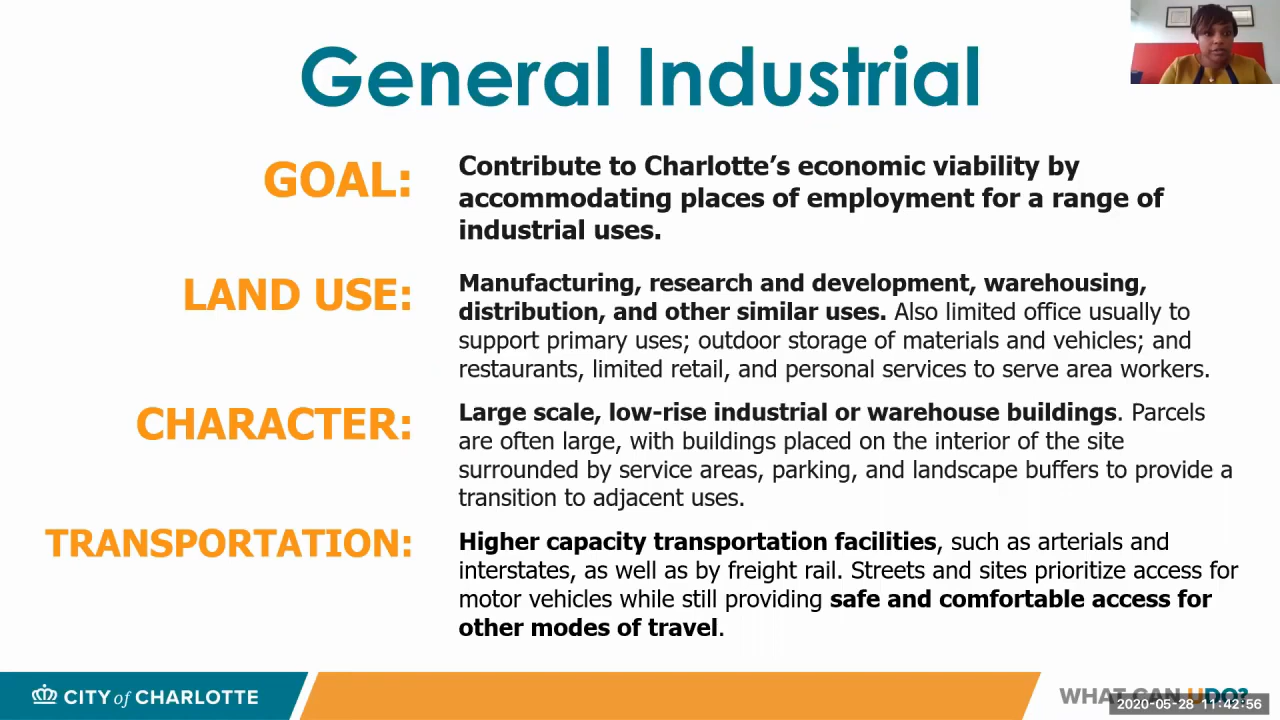 General Industrial
GOAL:
Contribute to Charlotte’s economic viability by
accommodating places of employment for a range of
industrial uses.
LAND USE:
Manufacturing, research and development, warehousing,
distribution, and other similar uses. Also limited office usually to
support primary uses; outdoor storage of materials and vehicles; and
restaurants, limited retail, and personal services to serve area workers.
CHARACTER:
Large scale, low-rise industrial or warehouse buildings. Parcels
are often large, with buildings placed on the interior of the site
surrounded by service areas, parking, and landscape buffers to provide a
transition to adjacent uses.
TRANSPORTATION:
Higher capacity transportation facilities, such as arterials and
interstates, as well as by freight rail. Streets and sites prioritize access for
motor vehicles while still providing safe and comfortable access for
other modes of travel.
CITY of CHARLOTTE
WHAT CAN UDO?
2020-05-28 11:42:56